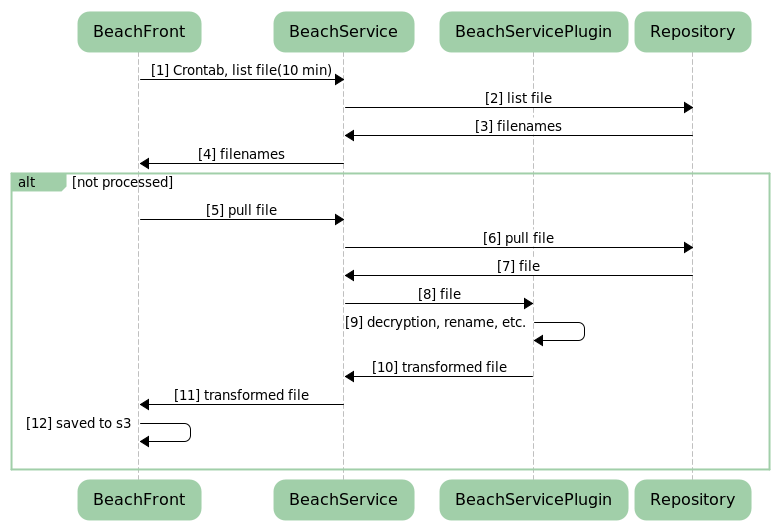 BeachFront BeachService BeachServicePlugin Repository
[1] Crontab, list file(10 min)
[2] list file
[3] filenames
[4] filenames
alt [not processed]
[5] pull file
[6] pull file
[7] file
[8] file
[9] decryption, rename, etc.
[10] transformed file
[11] transformed file
[12] saved to s3
BeachFront BeachService BeachServicePlugin Repository